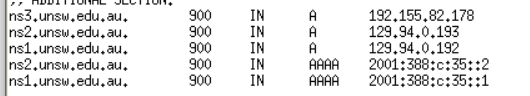 ;; ADDITIONAL SECTION:
ns3.unsw.edu.au. 900 IN A 192.155.82.178
ns2.unsw.edu.au. 900 IN A 129.94.0.193
ns1.unsw.edu.au. 900 IN A 129.94.0.192
ns2.unsw.edu.au. 900 IN AAAA 2001:388:c:35::2
ns1.unsw.edu.au. 900 IN AAAA 2001:388:c:35::1